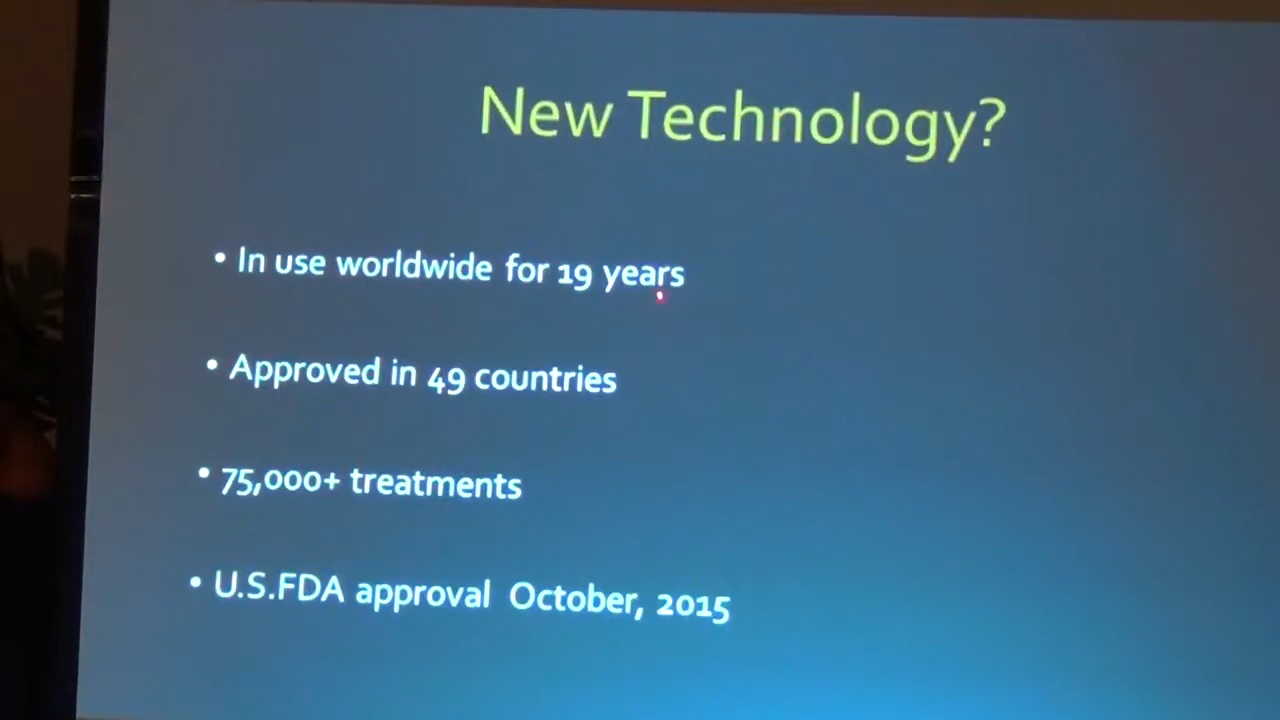 New Technology?
• In use worldwide for 19 years
• Approved in 49 countries
• 75,000+ treatments
• U.S.FDA approval October, 2015